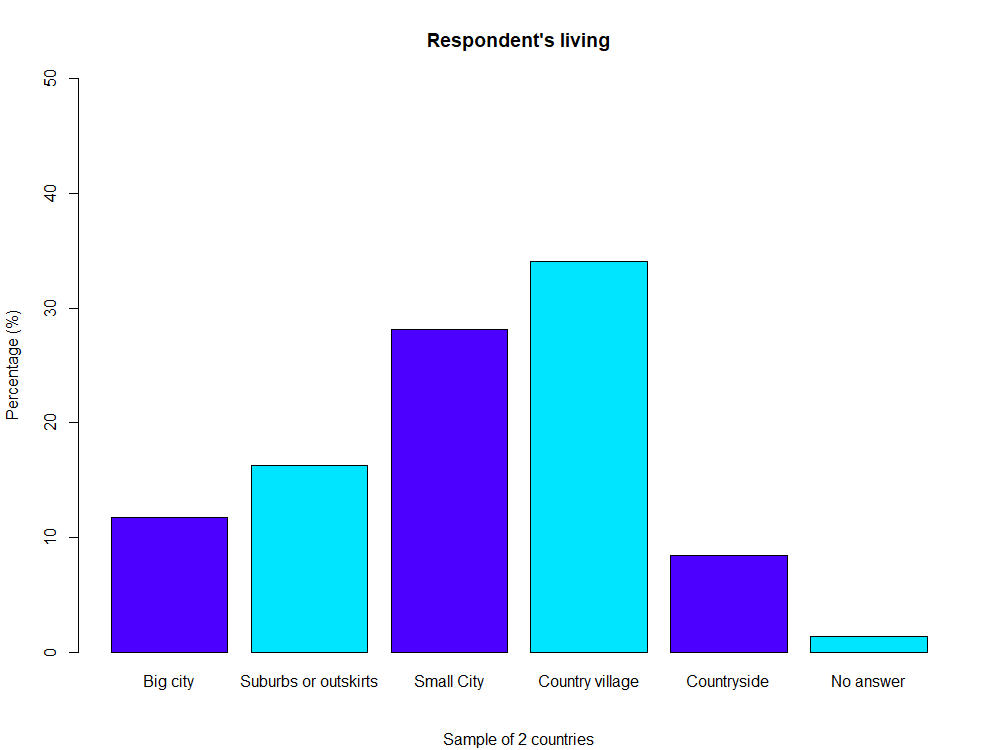 Respondent's living
Percentage (%)
50
40
30
20
10
0
Big city
Suburbs or outskirts
Small City
Country village
Countryside
No answer
Sample of 2 countries